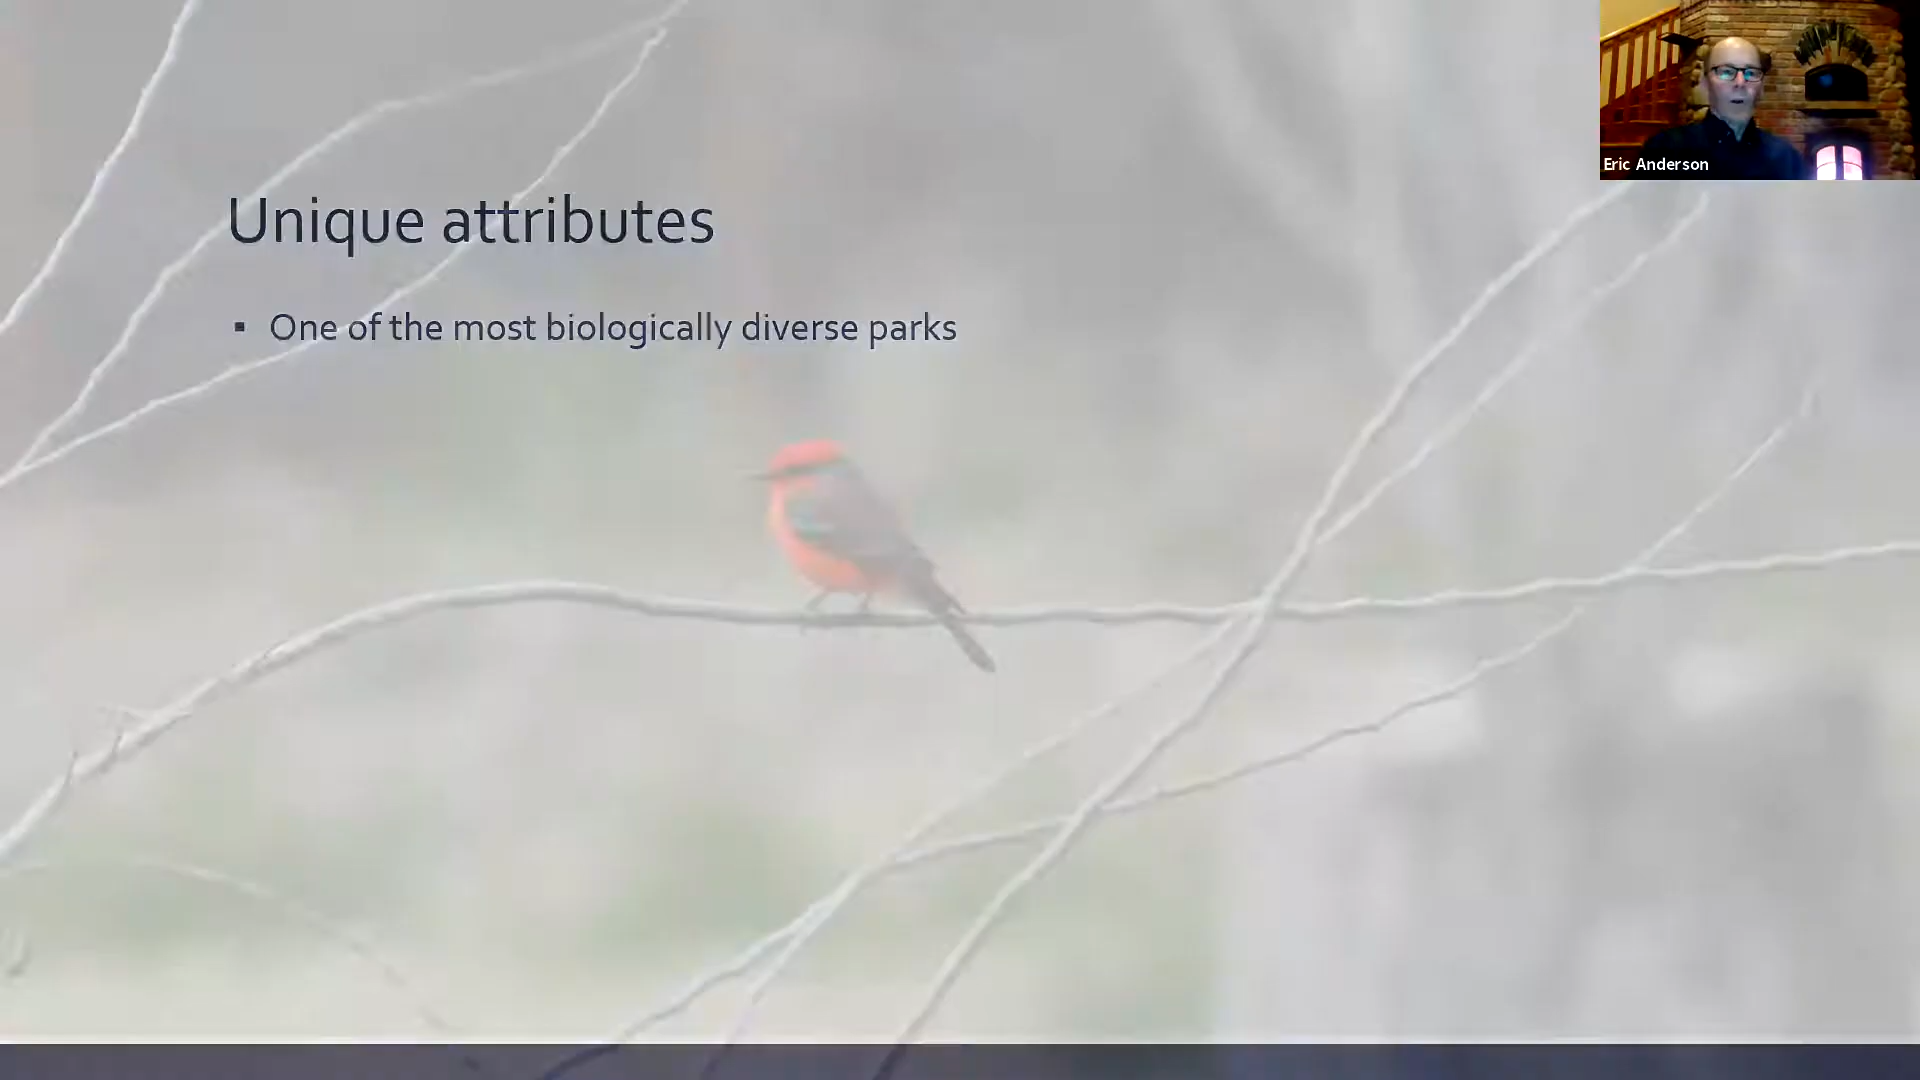 Eric Anderson
Unique attributes
▪ One of the most biologically diverse parks